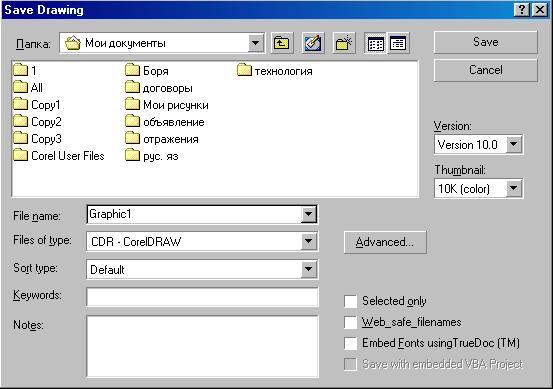 Save Drawing
Папка: Мои документы
Save
Cancel
1
All
Copy1
Copy2
Copy3
Corel User Files
Боря
договоры
Мои рисунки
объявление
отражения
рус. яз
технология
Version:
Version 10.0
Thumbnail:
10K (color)
File name: Graphic1
Files of type: CDR - CorelDRAW
Advanced...
Sort type: Default
Keywords:
Notes:
Selected only
Web_safe_filenames
Embed Fonts usingTrueDoc (TM)
Save with embedded VBA Project